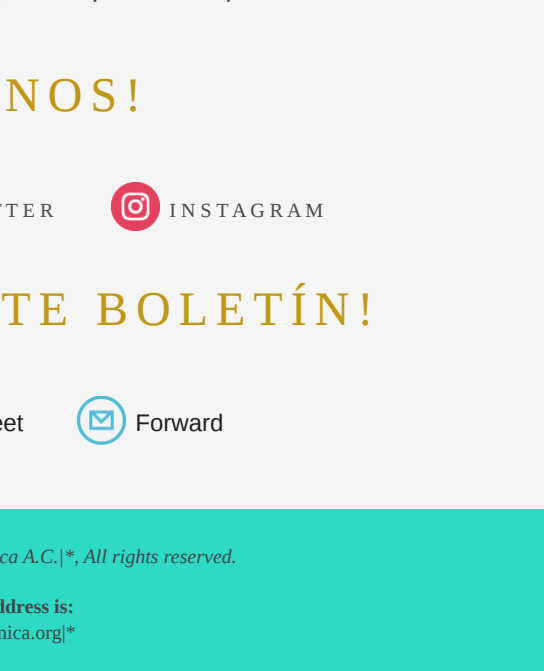 NOS!
TTER INSTAGRAM
TE BOLETÍN!
eet Forward
ca A.C.|*, All rights reserved.
ddress is:
nica.org|*